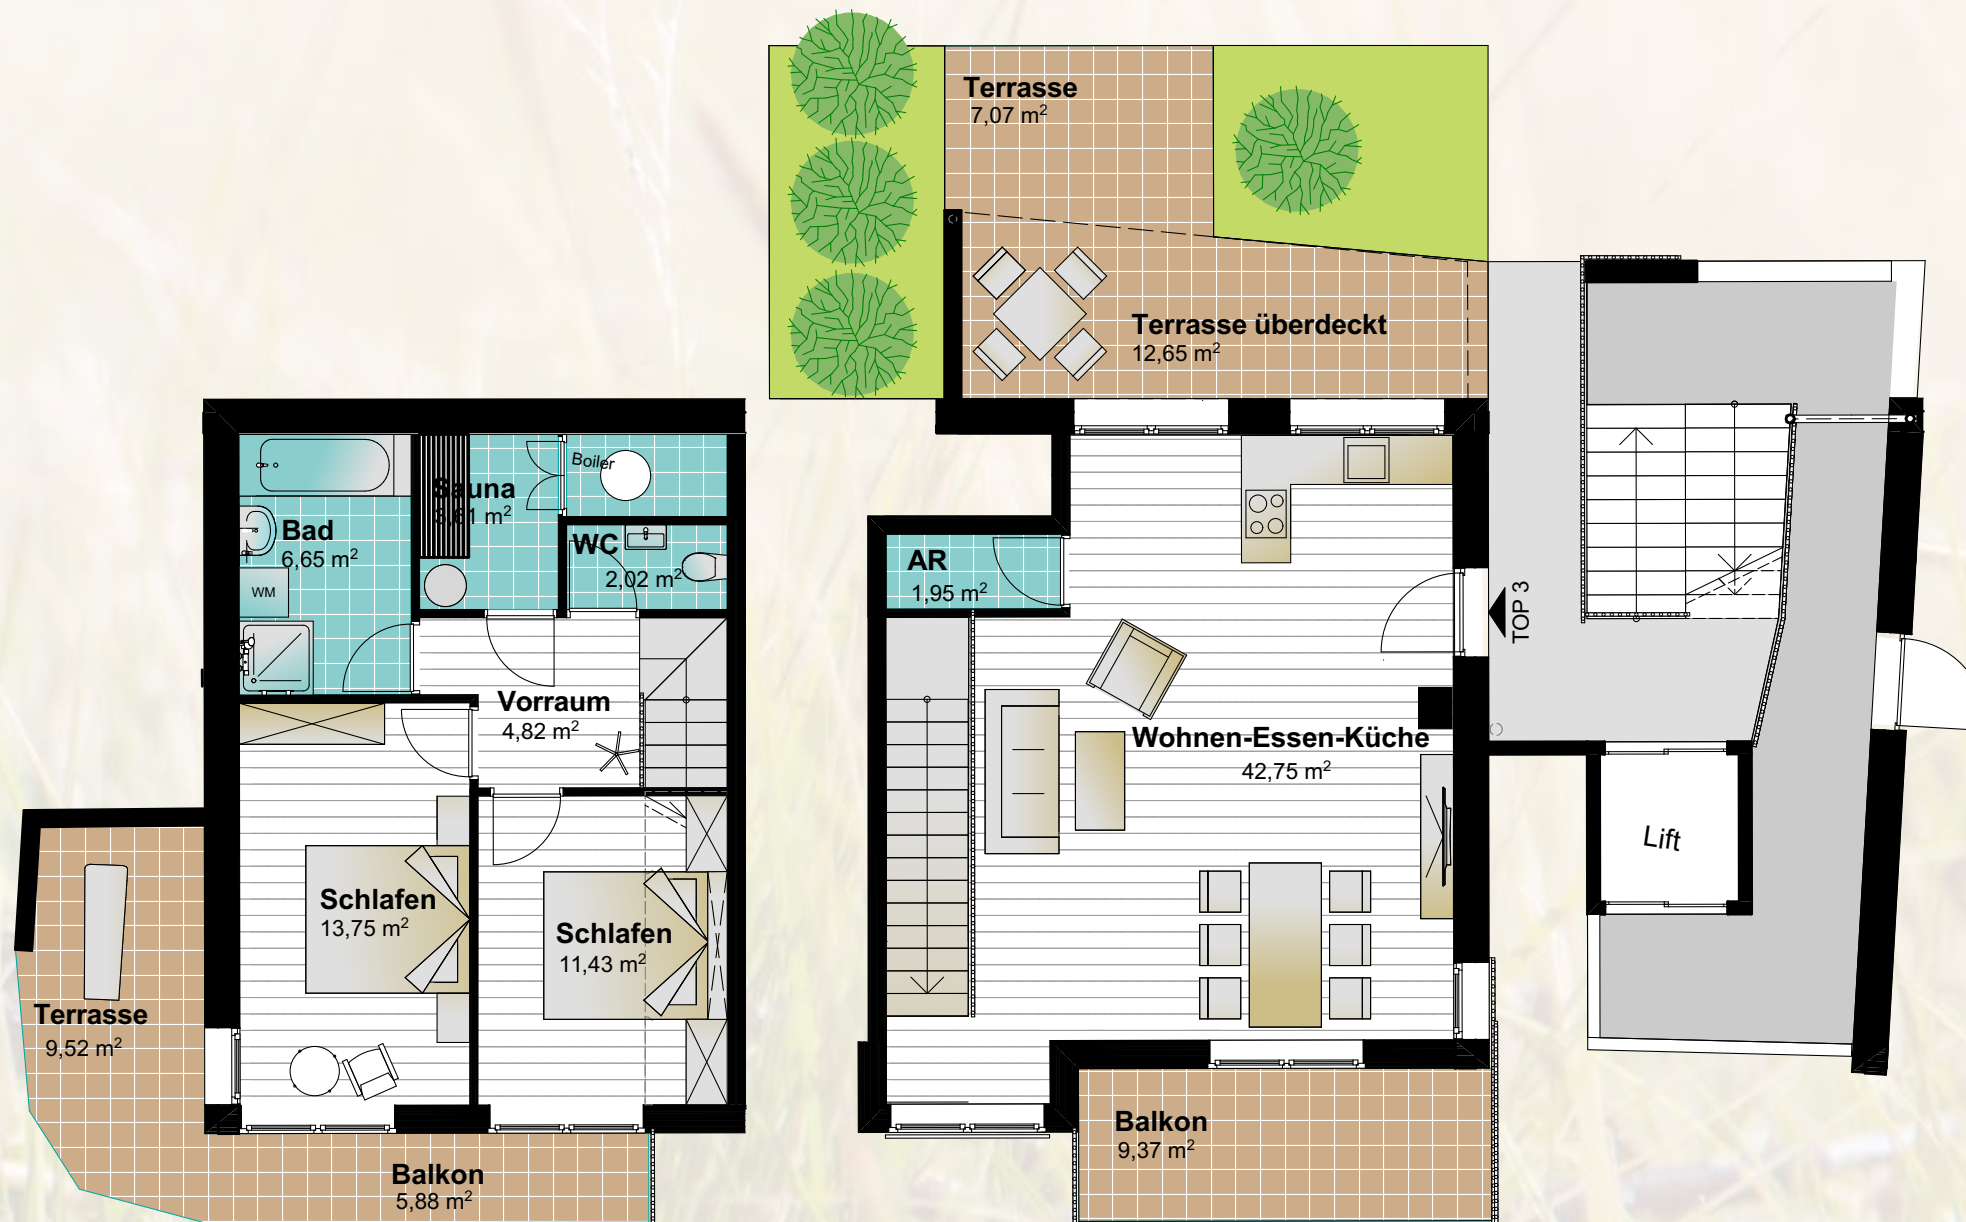 Terrasse
7,07 m²
Terrasse überdeckt
12,65 m²
Boiler
Sauna
3,61 m²
Bad
6,65 m²
WC
2,02 m²
WM
AR
1,95 m²
TOP 3
Vorraum
4,82 m²
Wohnen-Essen-Küche
42,75 m²
Lift
Schlafen
13,75 m²
Schlafen
11,43 m²
Terrasse
9,52 m²
Balkon
9,37 m²
Balkon
5,88 m²